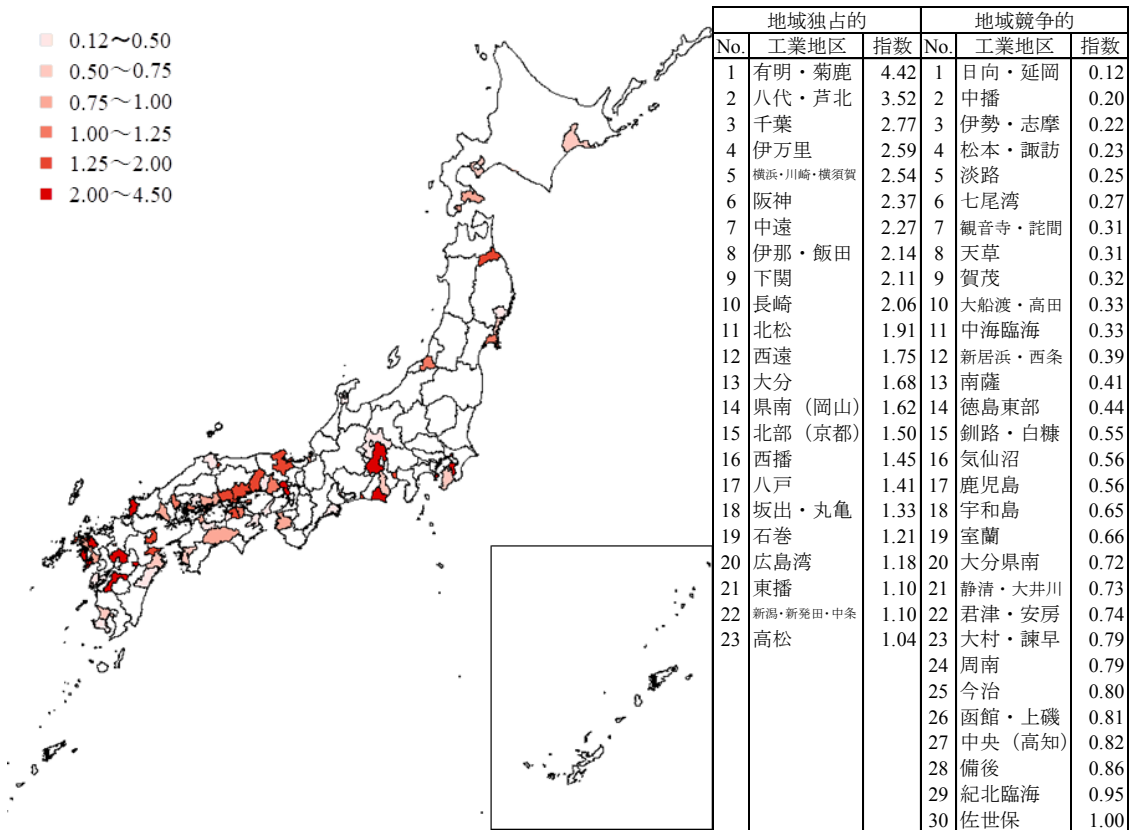 0.12～0.50
0.50～0.75
0.75～1.00
1.00～1.25
1.25～2.00
2.00～4.50
地域独占的 地域競争的
No. 工業地区 指数 No. 工業地区 指数
1 有明・菊鹿 4.42 1 日向・延岡 0.12
2 八代・芦北 3.52 2 中播 0.20
3 千葉 2.77 3 伊勢・志摩 0.22
4 伊万里 2.59 4 松本・諏訪 0.23
5 横浜・川崎・横須賀 2.54 5 淡路 0.25
6 阪神 2.37 6 七尾湾 0.27
7 中遠 2.27 7 観音寺・詫間 0.31
8 伊那・飯田 2.14 8 天草 0.31
9 下関 2.11 9 賀茂 0.32
10 長崎 2.06 10 大船渡・高田 0.33
11 北松 1.91 11 中海臨海 0.33
12 西遠 1.75 12 新居浜・西条 0.39
13 大分 1.68 13 南薩 0.41
14 県南（岡山） 1.62 14 徳島東部 0.44
15 北部（京都） 1.50 15 釧路・白糠 0.55
16 西播 1.45 16 気仙沼 0.56
17 八戸 1.41 17 鹿児島 0.56
18 坂出・丸亀 1.33 18 宇和島 0.65
19 石巻 1.21 19 室蘭 0.66
20 広島湾 1.18 20 大分県南 0.72
21 東播 1.10 21 静清・大井川 0.73
22 新潟・新発田・中条 1.10 22 君津・安房 0.74
23 高松 1.04 23 大村・諫早 0.79
24 周南 0.79
25 今治 0.80
26 函館・上磯 0.81
27 中央（高知） 0.82
28 備後 0.86
29 紀北臨海 0.95
30 佐世保 1.00